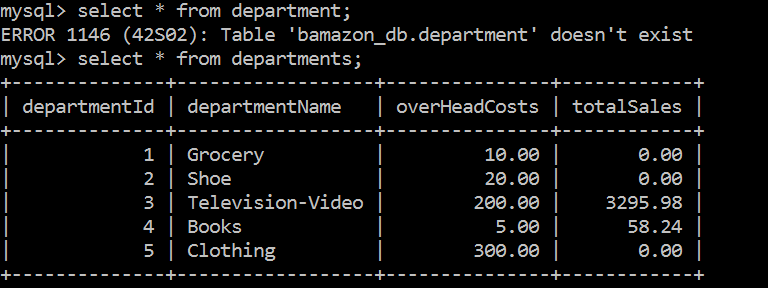 mysql> select * from department;
ERROR 1146 (42S02): Table 'bamazon_db.department' doesn't exist
mysql> select * from departments;
+--------------+------------------+---------------+------------+
| departmentId | departmentName   | overHeadCosts | totalSales |
+--------------+------------------+---------------+------------+
|            1 | Grocery          |         10.00 |       0.00 |
|            2 | Shoe             |         20.00 |       0.00 |
|            3 | Television-Video |        200.00 |    3295.98 |
|            4 | Books            |          5.00 |      58.24 |
|            5 | Clothing         |        300.00 |       0.00 |
+--------------+------------------+---------------+------------+